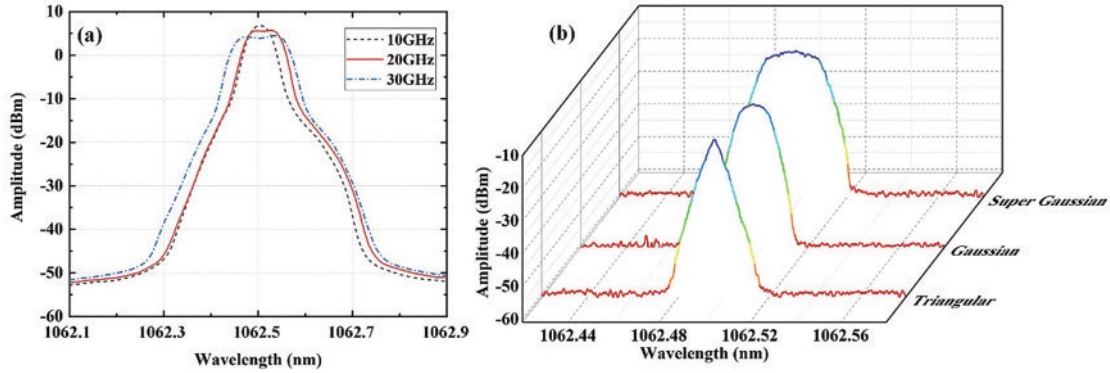 (a)
10GHz
20GHz
30GHz
10
0
-10
-20
-30
-40
-50
-60
Amplitude (dBm)
1062.1
1062.3
1062.5
1062.7
1062.9
Wavelength (nm)
(b)
-10
-20
-30
-40
-50
-60
Amplitude (dBm)
1062.44
1062.48
1062.52
1062.56
Wavelength (nm)
Super Gaussian
Gaussian
Triangular